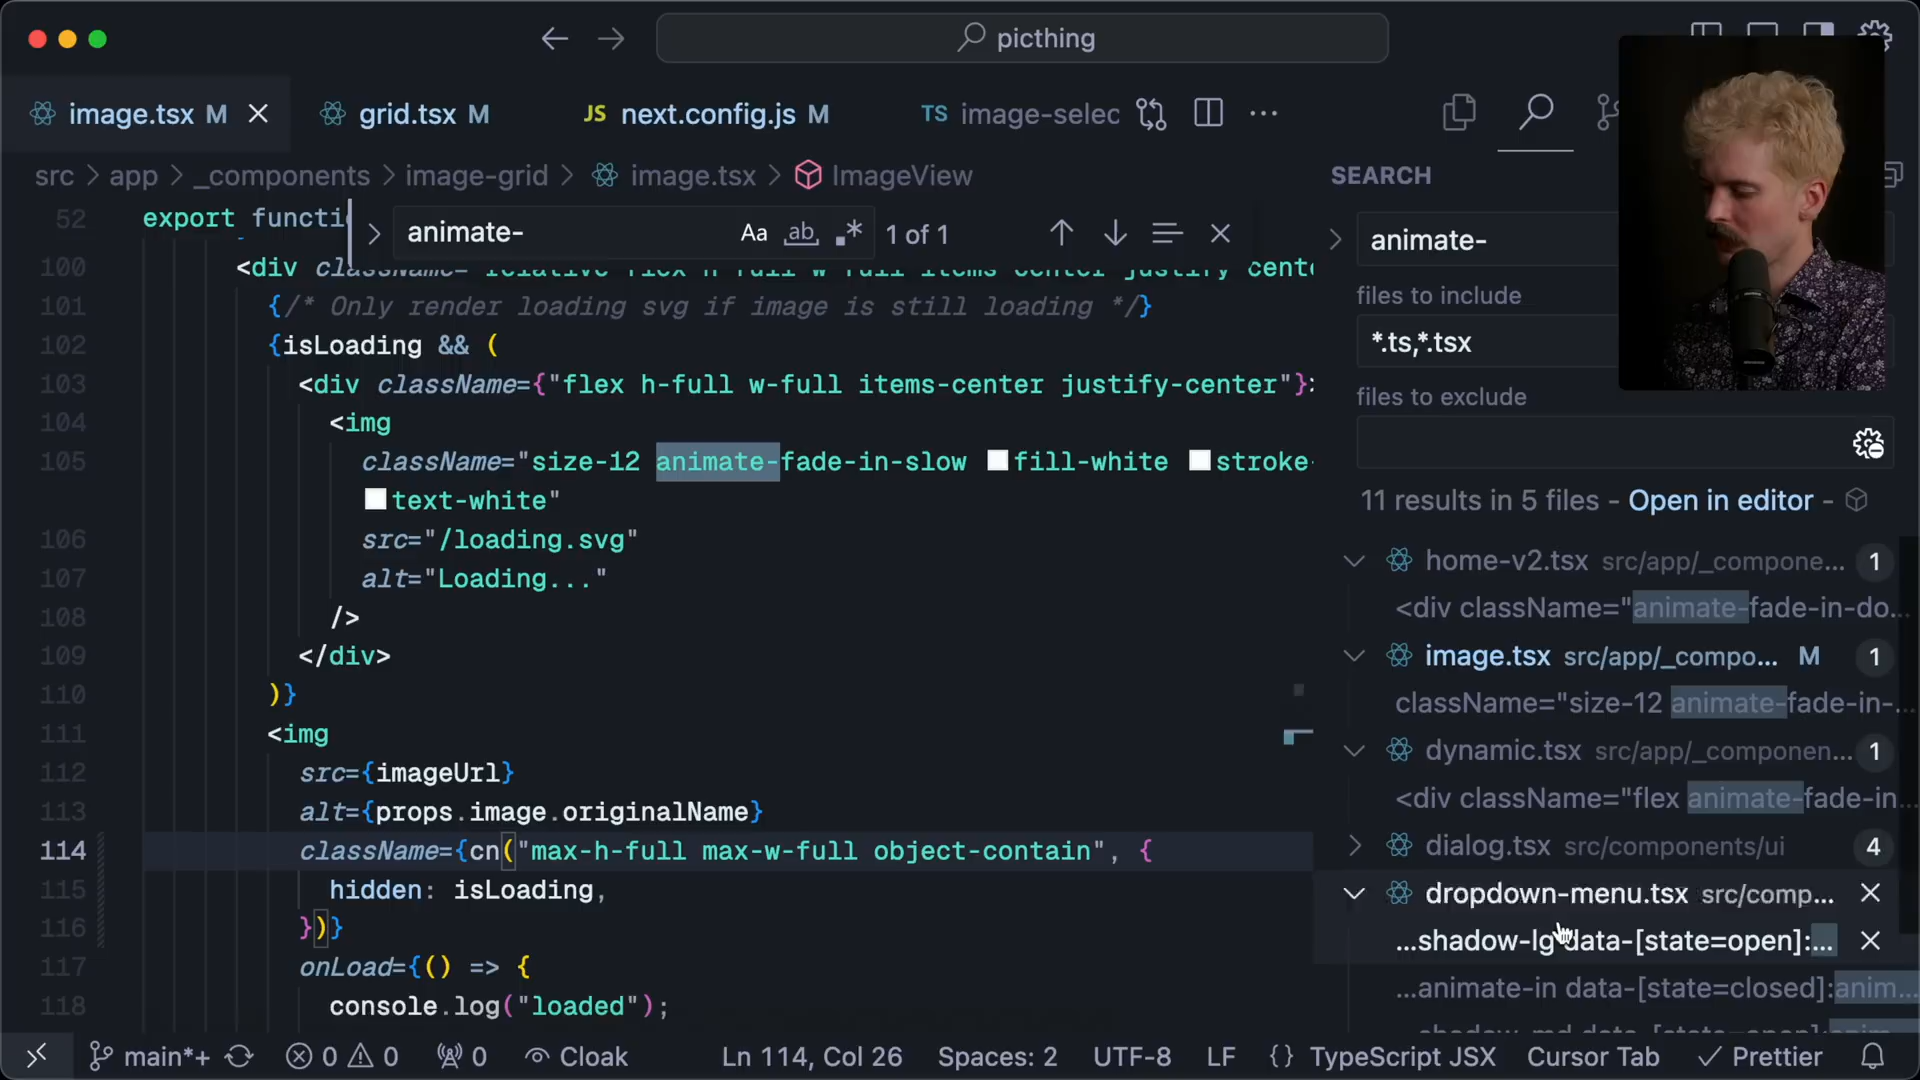 picthing
image.tsx M
grid.tsx M
JS next.config.js M
TS image-selec
src > app > _components > image-grid > image.tsx > ImageView
animate-
Aa ab 1 of 1
52 export functi
100 <div className=
101 {/* Only render loading svg if image is still loading */}
102 {isLoading && (
103 <div className={"flex h-full w-full items-center justify-center"}>
104 <img
105 className="size-12 animate-fade-in-slow fill-white stroke-
text-white"
106 src="/loading.svg"
107 alt="Loading..."
108 />
109 </div>
110 )}
111 <img
112 src={imageUrl}
113 alt={props.image.originalName}
114 className={cn("max-h-full max-w-full object-contain", {
115 hidden: isLoading,
116 })}
117 onLoad={() => {
118 console.log("loaded");
SEARCH
animate-
files to include
*.ts,*.tsx
files to exclude
11 results in 5 files - Open in editor -
home-v2.tsx src/app/_compone... 1
<div className="animate-fade-in-do...
image.tsx src/app/_compo... M 1
className="size-12 animate-fade-in-...
dynamic.tsx src/app/_componen... 1
<div className="flex animate-fade-in...
dialog.tsx src/components/ui 4
dropdown-menu.tsx src/comp...
...shadow-lg data-[state=open]:...
...animate-in data-[state=closed]:anim...
main*+ 0 0 0 Cloak Ln 114, Col 26 Spaces: 2 UTF-8 LF {} TypeScript JSX Cursor Tab Prettier